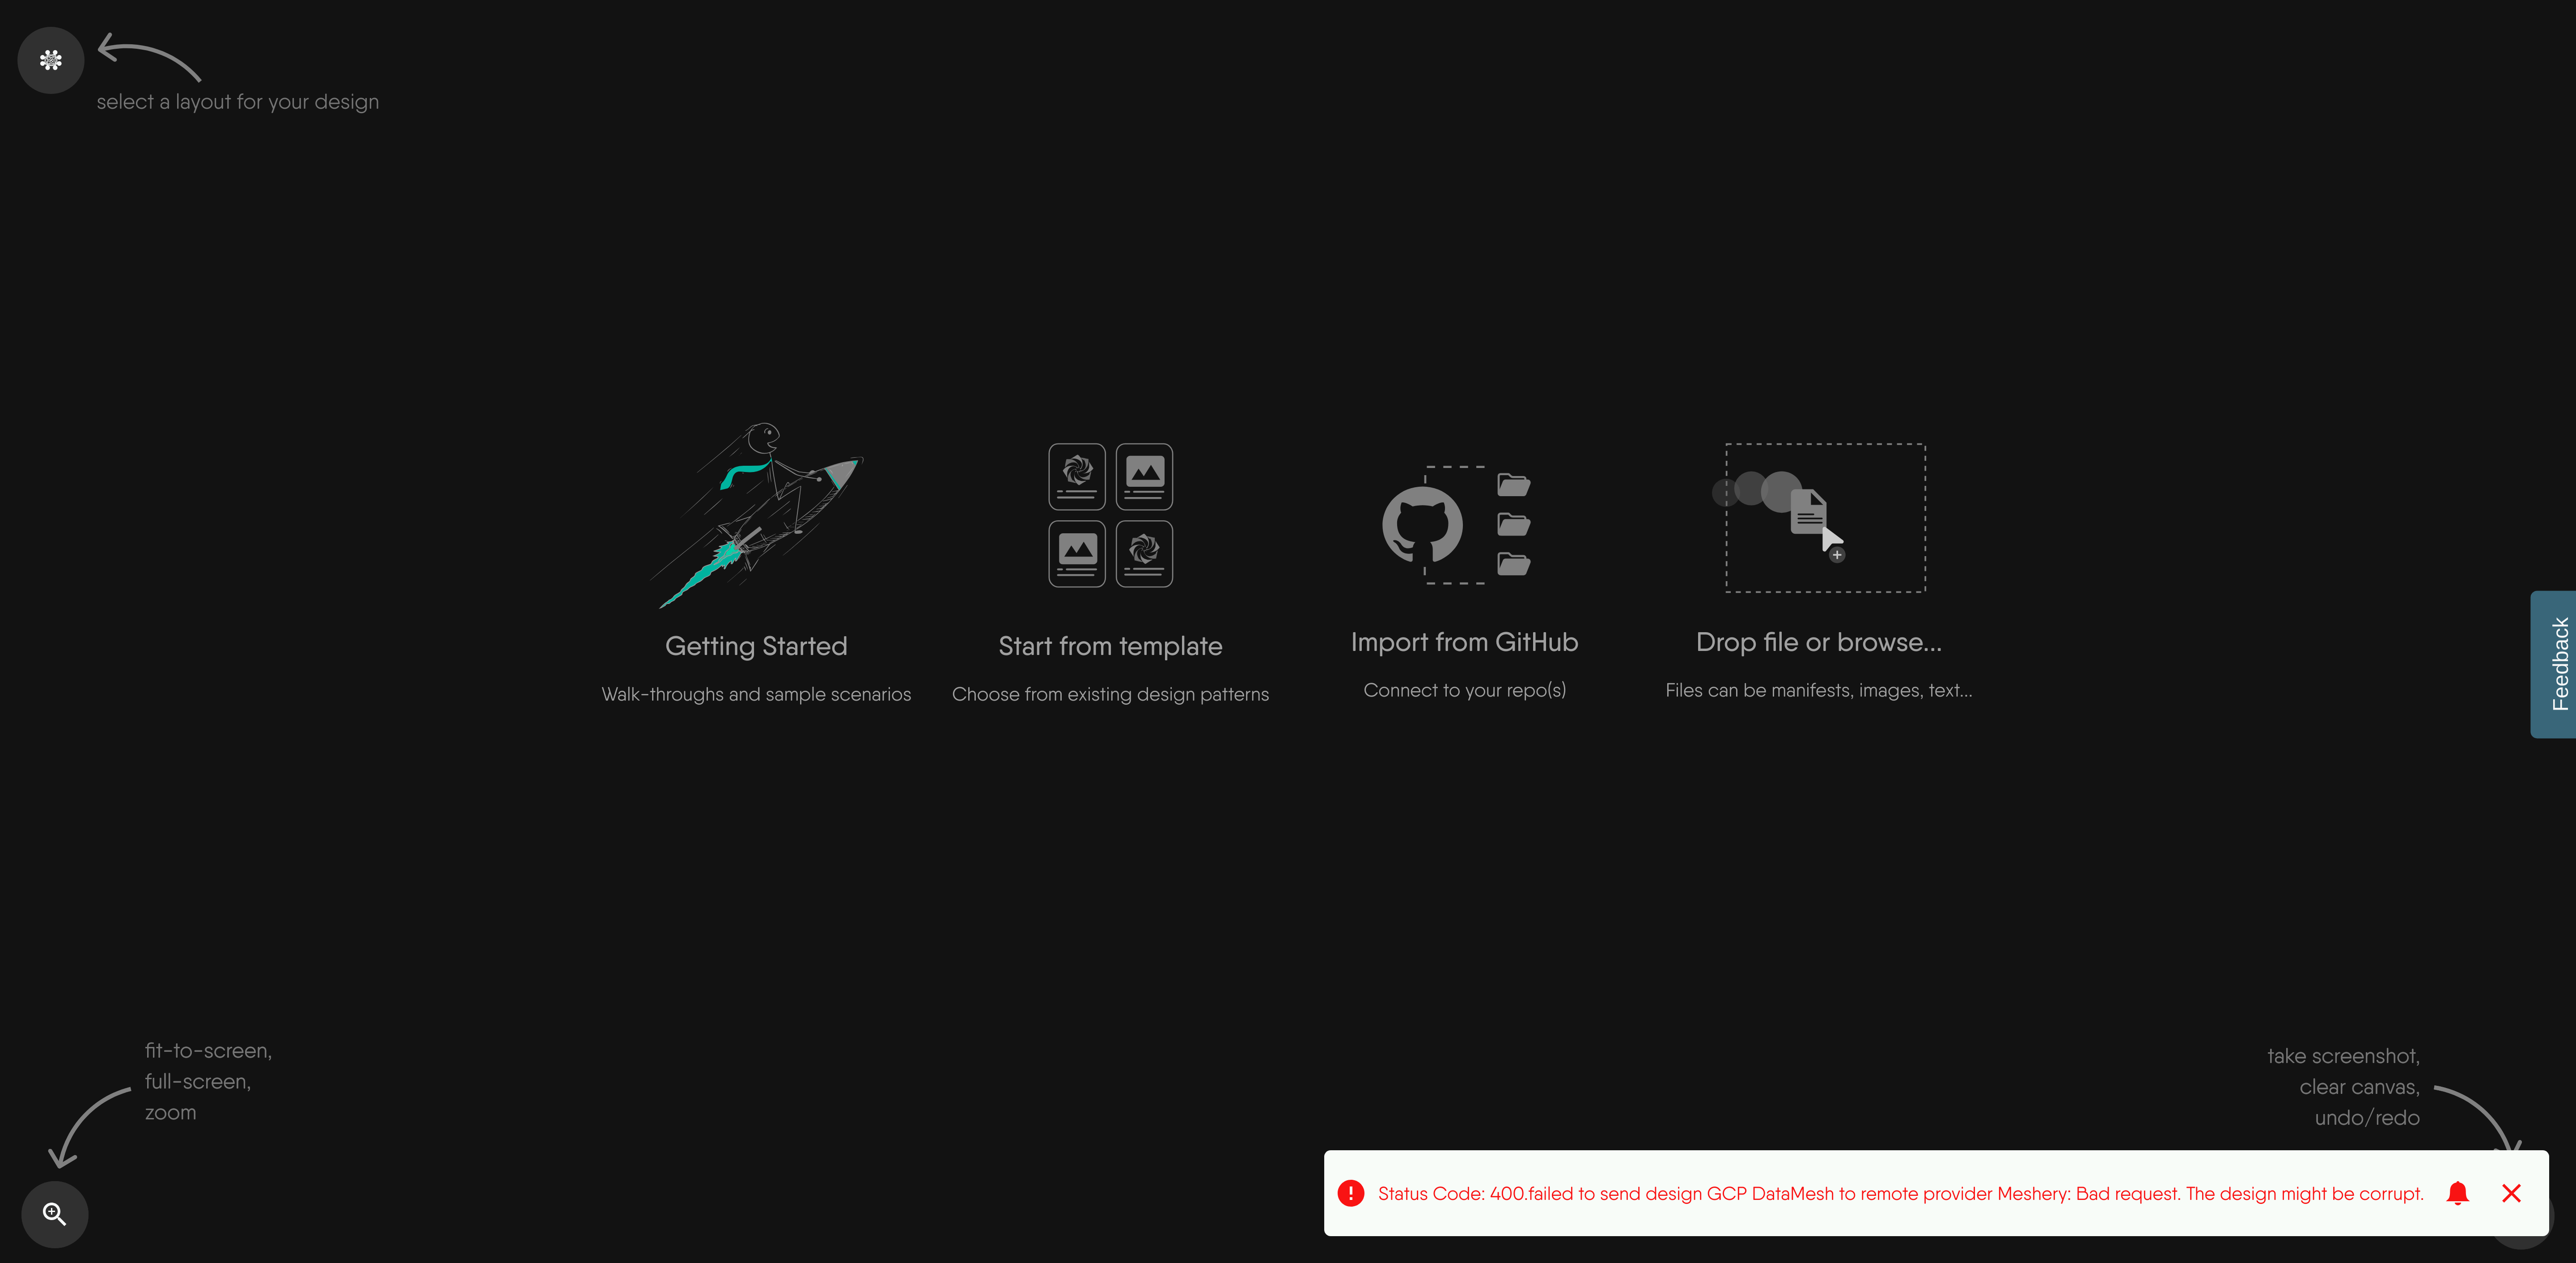 select a layout for your design
Getting Started
Walk-throughs and sample scenarios
Start from template
Choose from existing design patterns
Import from GitHub
Connect to your repo(s)
Drop file or browse...
Files can be manifests, images, text...
Feedback
fit-to-screen,
full-screen,
zoom
take screenshot,
clear canvas,
undo/redo
Status Code: 400.failed to send design GCP DataMesh to remote provider Meshery: Bad request. The design might be corrupt.